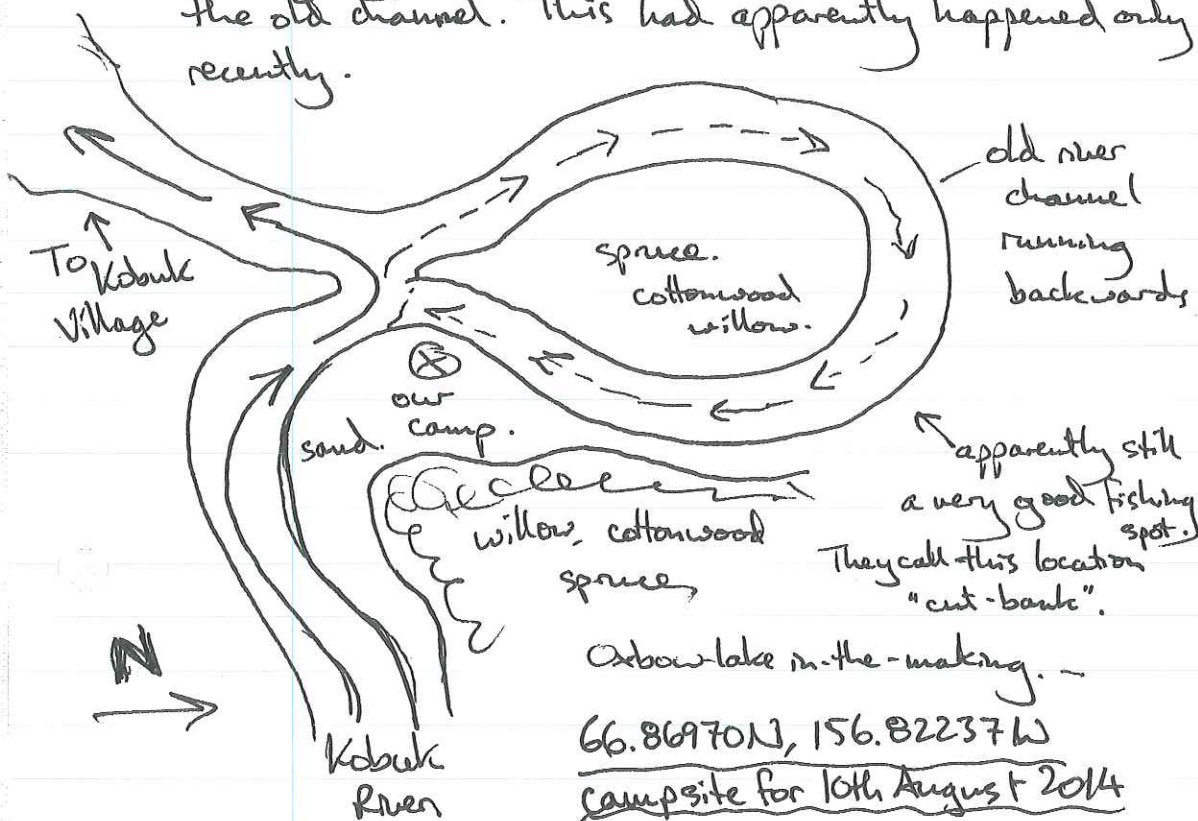 the old channel. This had apparently happened only
recently.
old river
channel
running
backwards
To Kobuk
Village
spruce.
cottonwood
willow.
our
camp.
sand.
apparently still
a very good fishing
spot.
They call this location
"cut-bank".
willow, cottonwood
spruce
N
Oxbow-lake in-the-making.
66.86970N, 156.82237W
campsite for 10th August 2014
Kobuk
River